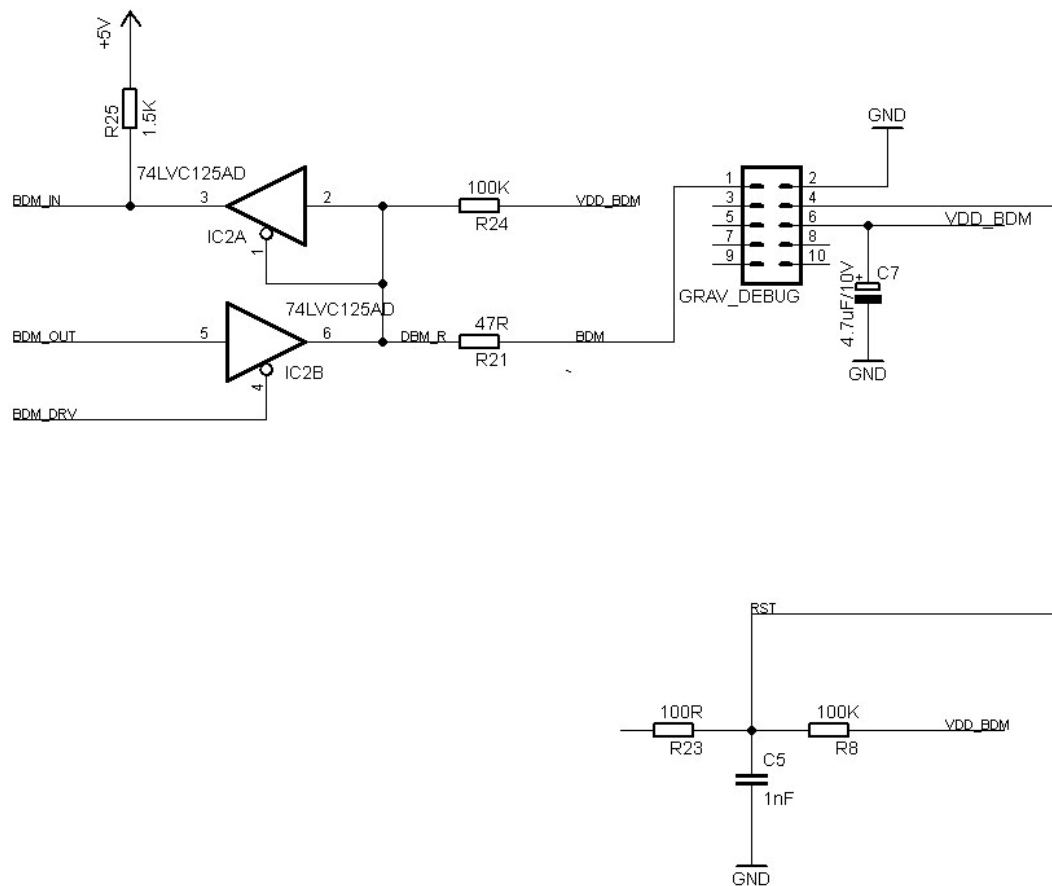 +5V
R25
1.5K
GND
74LVC125AD
BDM_IN
3
2
100K
R24
VDD_BDM
1
2
3
4
5
6
7
8
9
10
VDD_BDM
IC2A
1
GRAV_DEBUG
+
C7
4.7uF/10V
74LVC125AD
BDM_OUT
5
6
DBM_R
47R
R21
BDM
IC2B
4
GND
BDM_DRV
RST
100R
R23
100K
R8
VDD_BDM
C5
1nF
GND